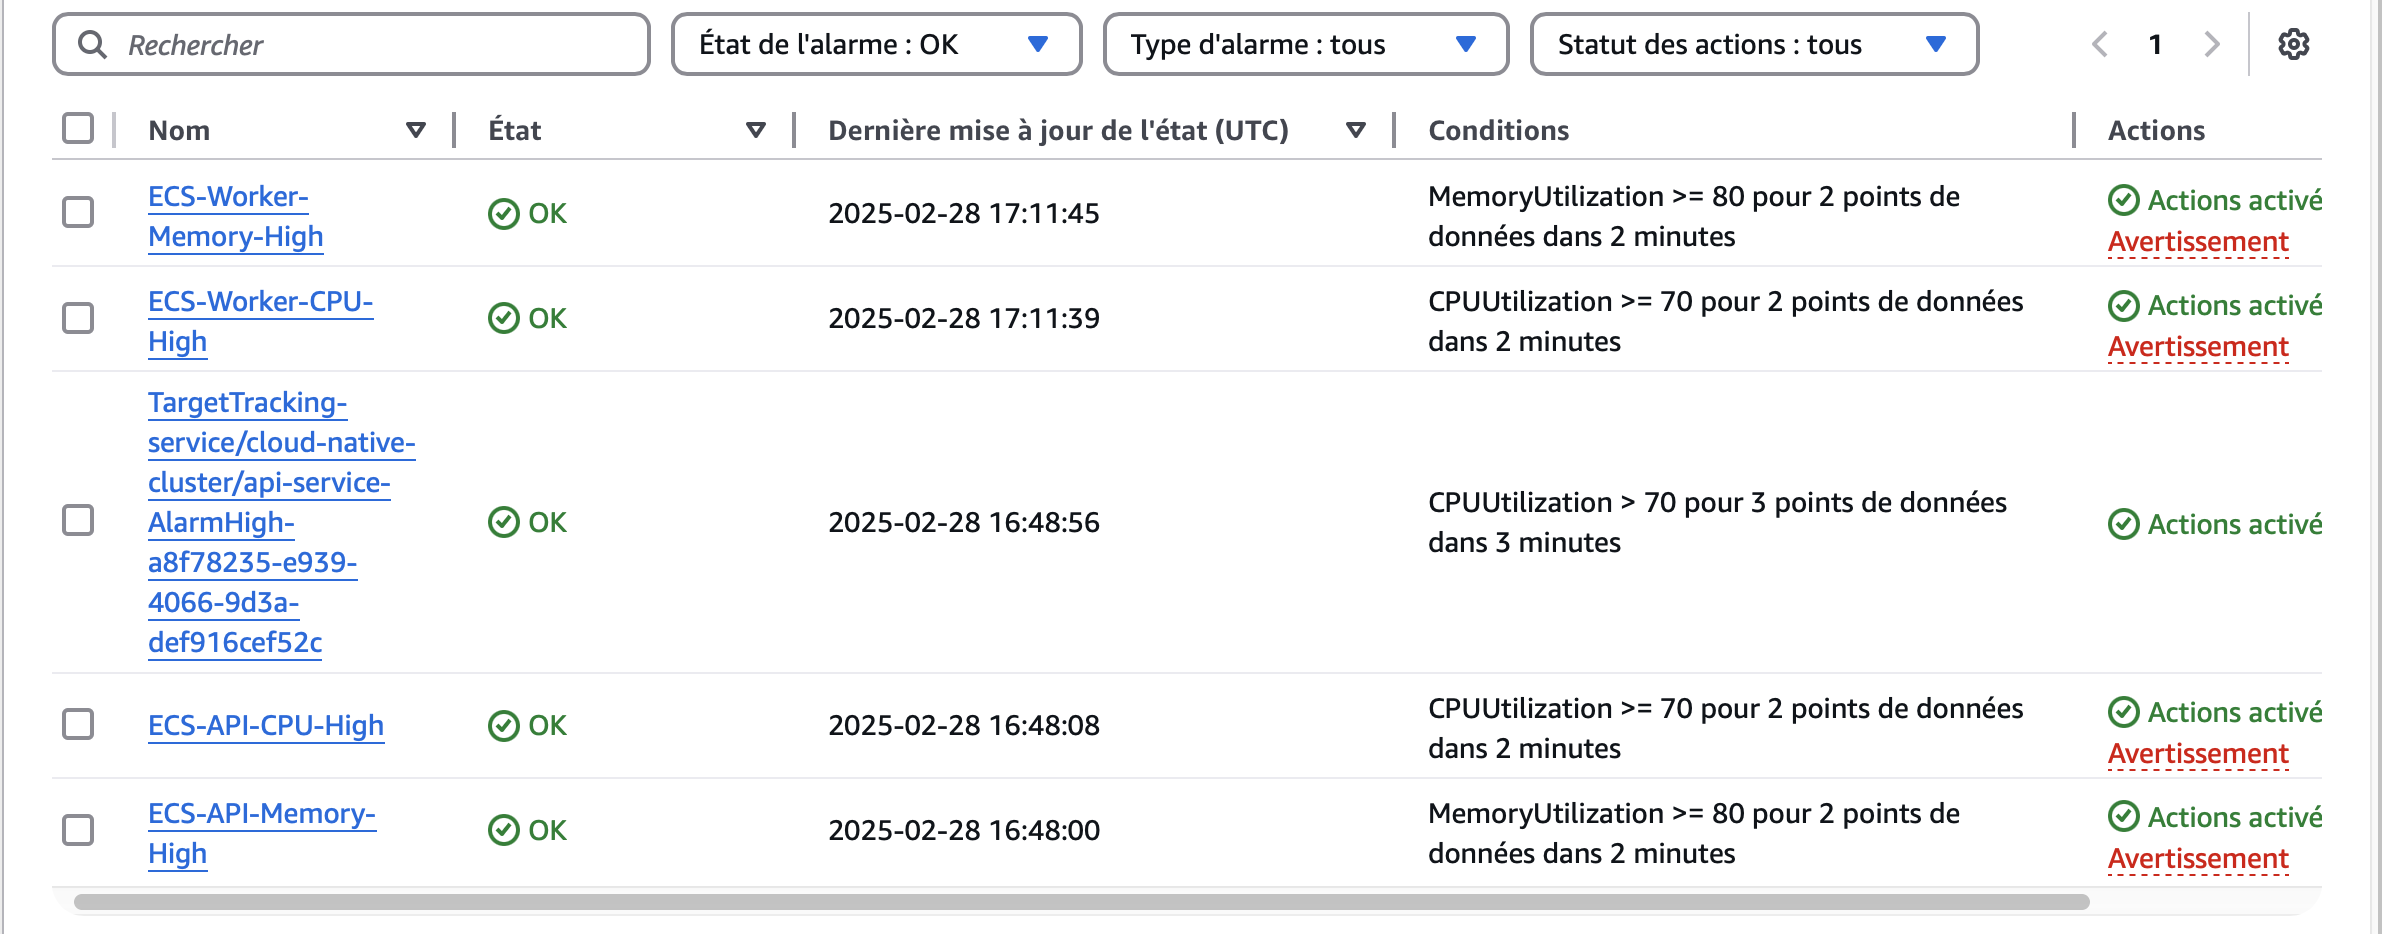 Rechercher
État de l'alarme : OK
Type d'alarme : tous
Statut des actions : tous
1
Nom
État
Dernière mise à jour de l'état (UTC)
Conditions
Actions
ECS-Worker-
Memory-High
OK
2025-02-28 17:11:45
MemoryUtilization >= 80 pour 2 points de
données dans 2 minutes
Actions activé
Avertissement
ECS-Worker-CPU-
High
OK
2025-02-28 17:11:39
CPUUtilization >= 70 pour 2 points de données
dans 2 minutes
Actions activé
Avertissement
TargetTracking-
service/cloud-native-
cluster/api-service-
AlarmHigh-
a8f78235-e939-
4066-9d3a-
def916cef52c
OK
2025-02-28 16:48:56
CPUUtilization > 70 pour 3 points de données
dans 3 minutes
Actions activé
ECS-API-CPU-High
OK
2025-02-28 16:48:08
CPUUtilization >= 70 pour 2 points de données
dans 2 minutes
Actions activé
Avertissement
ECS-API-Memory-
High
OK
2025-02-28 16:48:00
MemoryUtilization >= 80 pour 2 points de
données dans 2 minutes
Actions activé
Avertissement